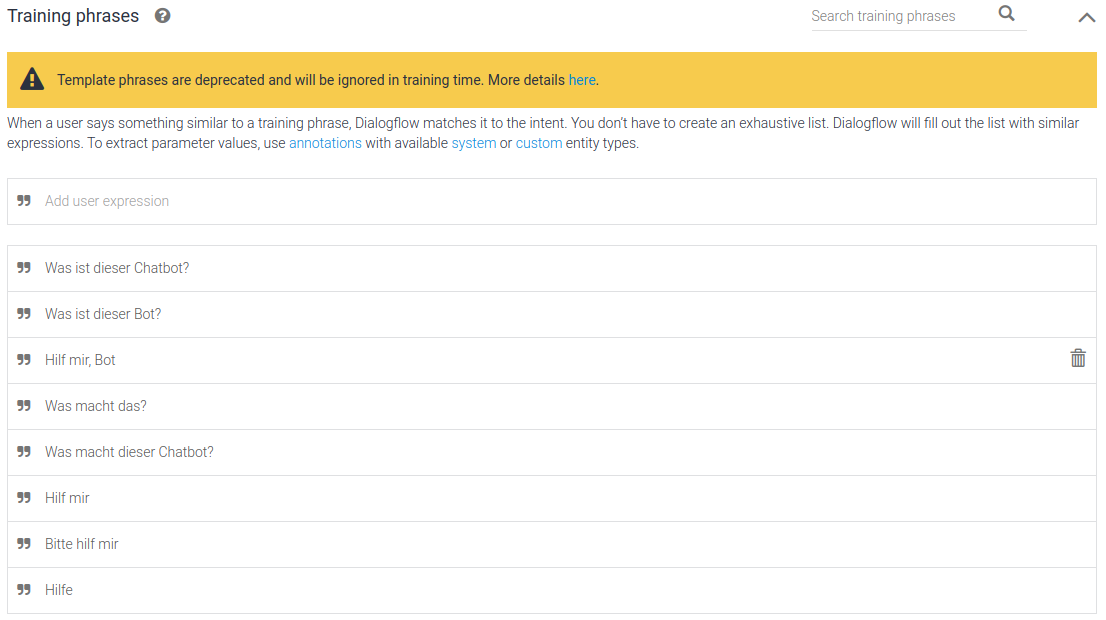 Training phrases
Search training phrases
Template phrases are deprecated and will be ignored in training time. More details here.
When a user says something similar to a training phrase, Dialogflow matches it to the intent. You don't have to create an exhaustive list. Dialogflow will fill out the list with similar
expressions. To extract parameter values, use annotations with available system or custom entity types.
Add user expression
Was ist dieser Chatbot?
Was ist dieser Bot?
Hilf mir, Bot
Was macht das?
Was macht dieser Chatbot?
Hilf mir
Bitte hilf mir
Hilfe